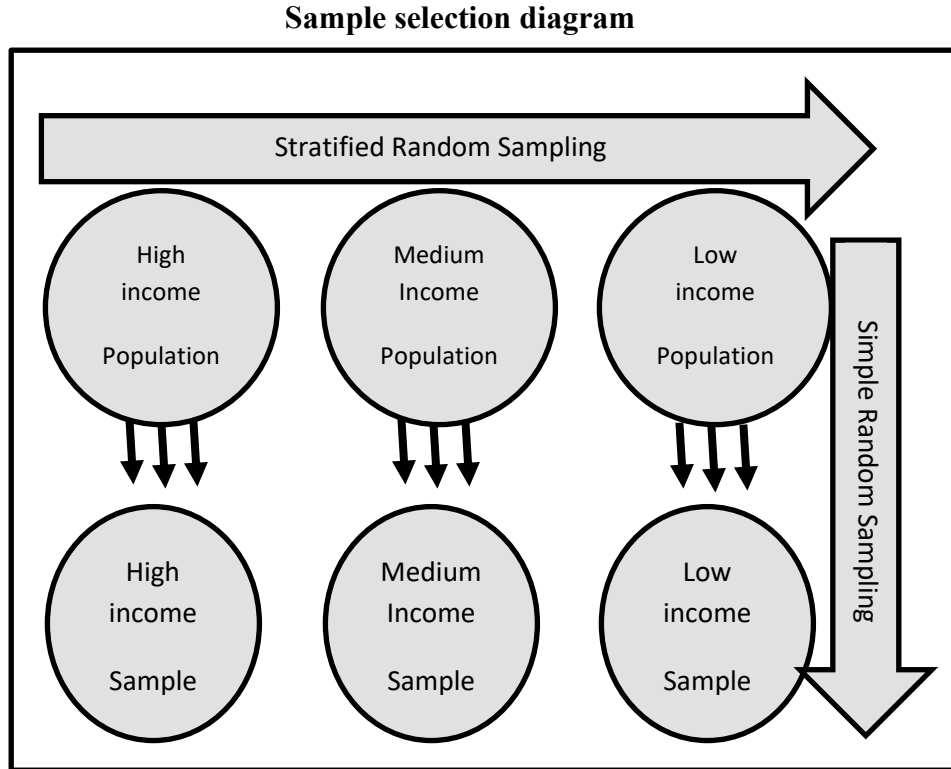 Sample selection diagram
Stratified Random Sampling
High
income
Population
Medium
Income
Population
Low
income
Population
Simple Random Sampling
High
income
Sample
Medium
Income
Sample
Low
income
Sample